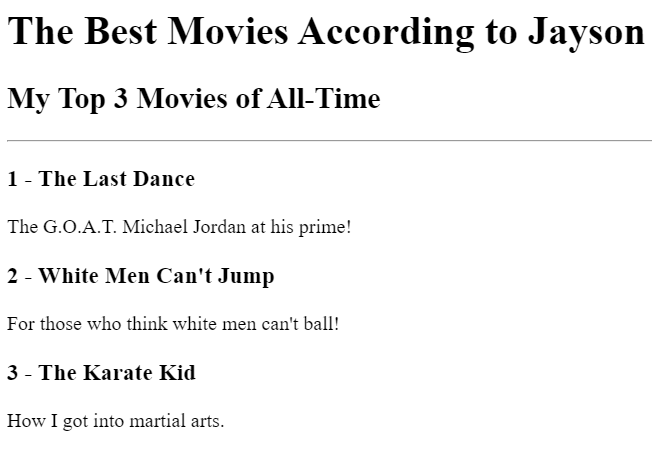 The Best Movies According to Jayson
My Top 3 Movies of All-Time
1 - The Last Dance
The G.O.A.T. Michael Jordan at his prime!
2 - White Men Can't Jump
For those who think white men can't ball!
3 - The Karate Kid
How I got into martial arts.